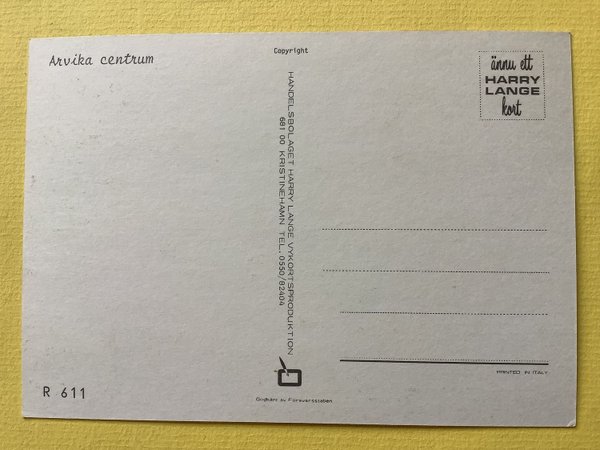 Arvika centrum
Copyright
HANDELSBOLAGET HARRY LANGE VYKORTSPRODUKTION
681 00 KRISTINEHAMN TEL. 0550/82404
ännu ett
HARRY
LANGE
kort
PRINTED IN ITALY
R 611
Godkänt av Försvarsstaben